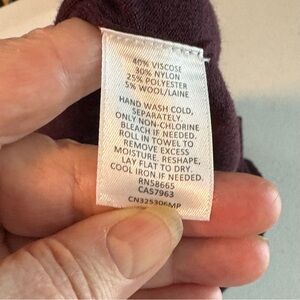 40% VISCOSE
30% NYLON
25% POLYESTER
5% WOOL/LAINE
HAND WASH COLD,
SEPARATELY.
ONLY NON-CHLORINE
BLEACH IF NEEDED.
ROLL IN TOWEL TO
REMOVE EXCESS
MOISTURE. RESHAPE,
LAY FLAT TO DRY.
COOL IRON IF NEEDED.
RN58665
CA57963
CN325306MP